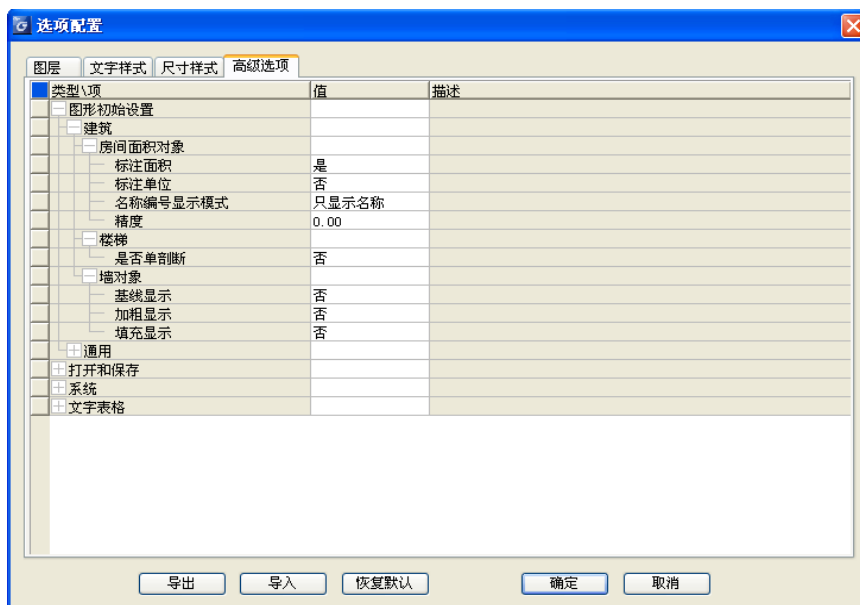 选项配置
图层 文字样式 尺寸样式 高级选项
类型\项 值 描述
图形初始设置
建筑
房间面积对象
标注面积 是
标注单位 否
名称编号显示模式 只显示名称
精度 0.00
楼梯
是否单剖断 否
墙对象
基线显示 否
加粗显示 否
填充显示 否
通用
打开和保存
系统
文字表格
导出 导入 恢复默认 确定 取消